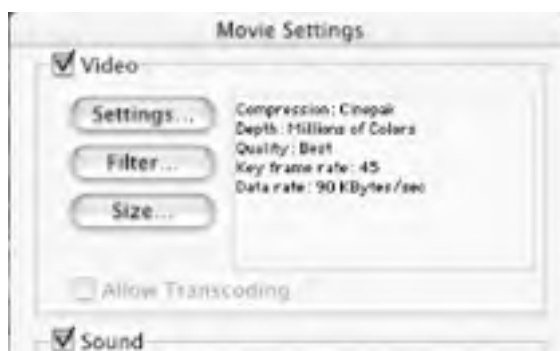 Movie Settings
Video
Settings...
Filter...
Size...
Compression: Cinepak
Depth: Millions of Colors
Quality: Best
Key frame rate: 45
Data rate: 90 KBytes/sec
Allow Transcoding
Sound